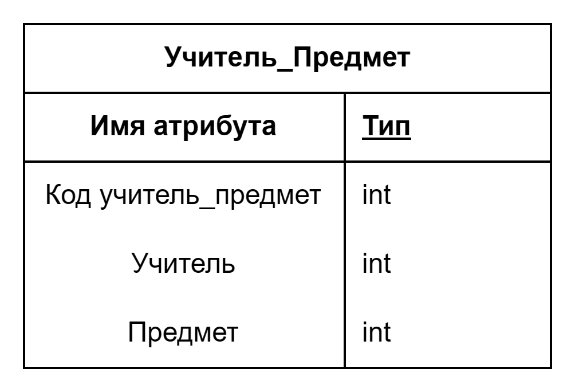 Учитель_Предмет
Имя атрибута Тип
Код учитель_предмет int
Учитель int
Предмет int